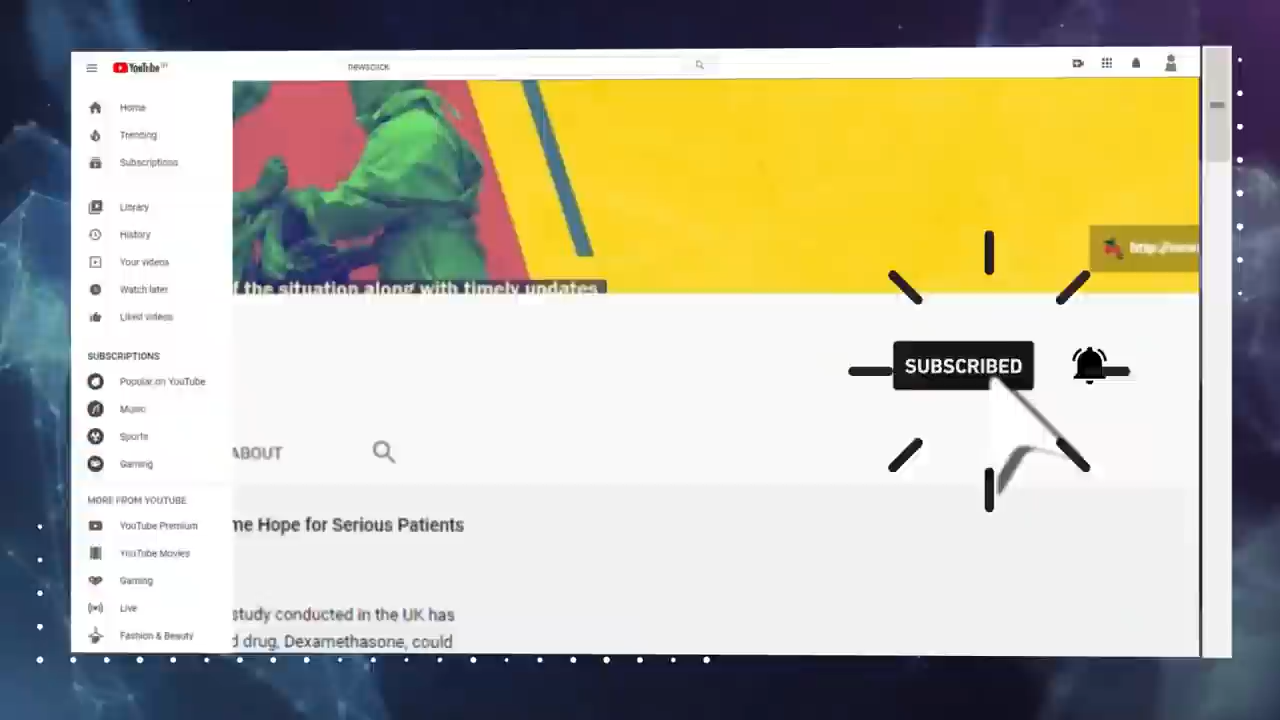 YouTube
newsclick
Home
Trending
Subscriptions
Library
History
Your videos
Watch later
Liked videos
SUBSCRIPTIONS
Popular on YouTube
Music
Sports
Gaming
MORE FROM YOUTUBE
YouTube Premium
YouTube Movies
Gaming
Live
Fashion & Beauty
f the situation along with timely updates
SUBSCRIBED
ABOUT
me Hope for Serious Patients
study conducted in the UK has
d drug, Dexamethasone, could